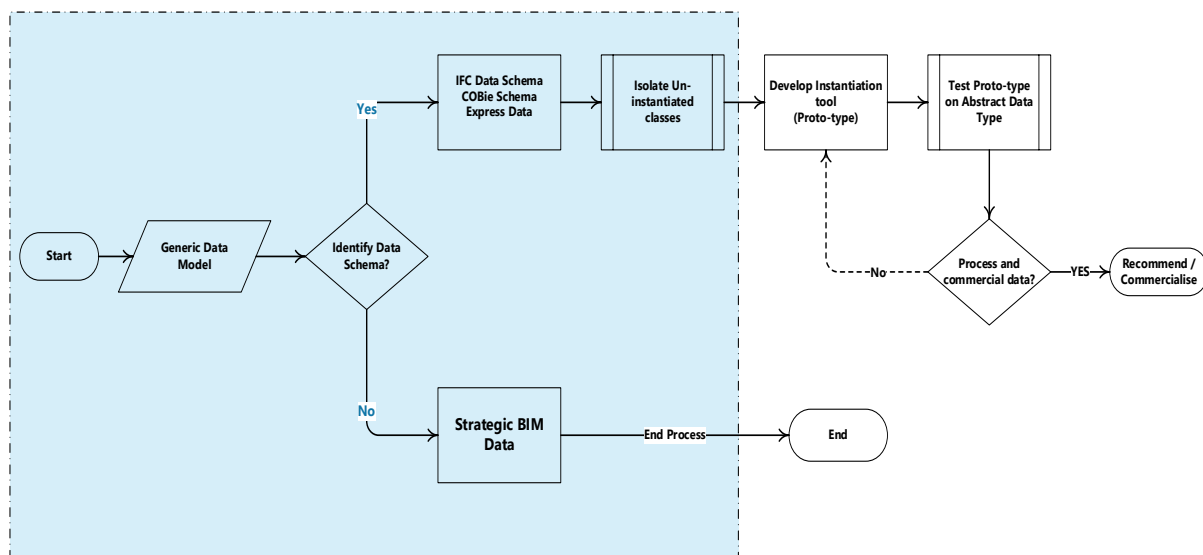 IFC Data Schema
COBie Schema
Express Data
Isolate Un-
instantiated
classes
Develop Instantiation
tool
(Proto-type)
Test Proto-type
on Abstract Data
Type
Yes
Start
Generic Data
Model
Identify Data
Schema?
No
Process and
commercial data?
YES
Recommend /
Commercialise
No
Strategic BIM
Data
End Process
End